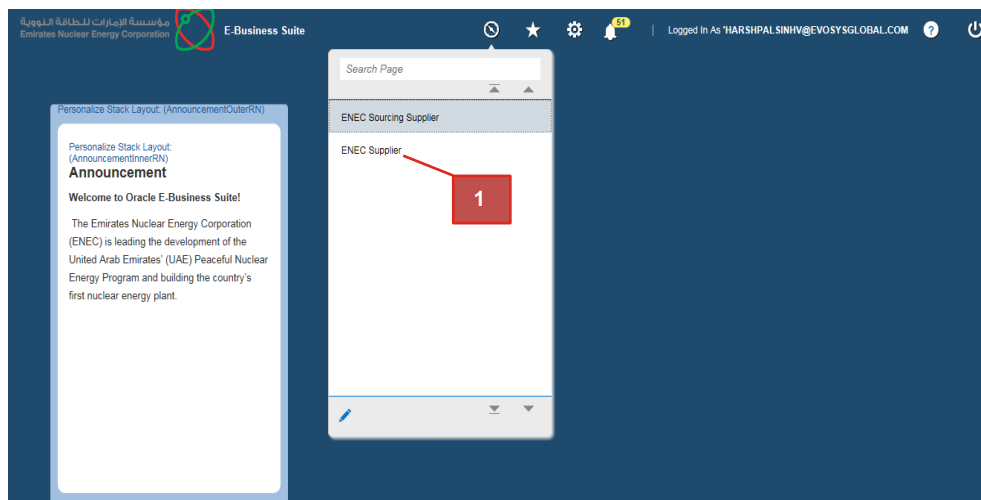 مؤسسة الإمارات للطاقة النووية
Emirates Nuclear Energy Corporation
E-Business Suite
51
Logged In As 'HARSHPALSINHV@EVOSYSGLOBAL.COM
?
Search Page
ENEC Sourcing Supplier
ENEC Supplier
1
Personalize Stack Layout: (AnnouncementOuterRN)
Personalize Stack Layout:
(AnnouncementInnerRN)
Announcement
Welcome to Oracle E-Business Suite!
The Emirates Nuclear Energy Corporation
(ENEC) is leading the development of the
United Arab Emirates' (UAE) Peaceful Nuclear
Energy Program and building the country's
first nuclear energy plant.